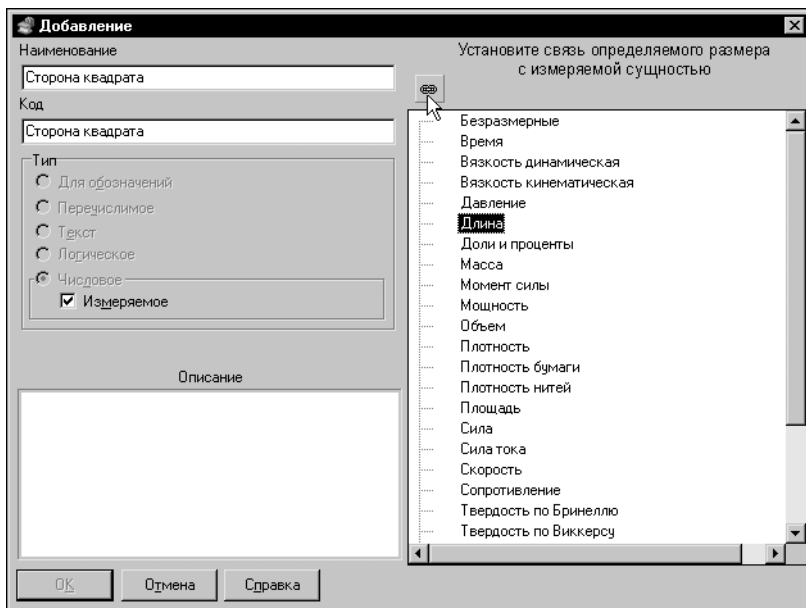 Добавление
Наименование
Сторона квадрата
Код
Сторона квадрата
Тип
Для обозначений
Перечислимое
Текст
Логическое
Числовое
Измеряемое
Описание
OK
Отмена
Справка
Установите связь определяемого размера
с измеряемой сущностью
Безразмерные
Время
Вязкость динамическая
Вязкость кинематическая
Давление
Длина
Доли и проценты
Масса
Момент силы
Мощность
Объем
Плотность
Плотность бумаги
Плотность нитей
Площадь
Сила
Сила тока
Скорость
Сопротивление
Твердость по Бринеллю
Твердость по Виккерсу